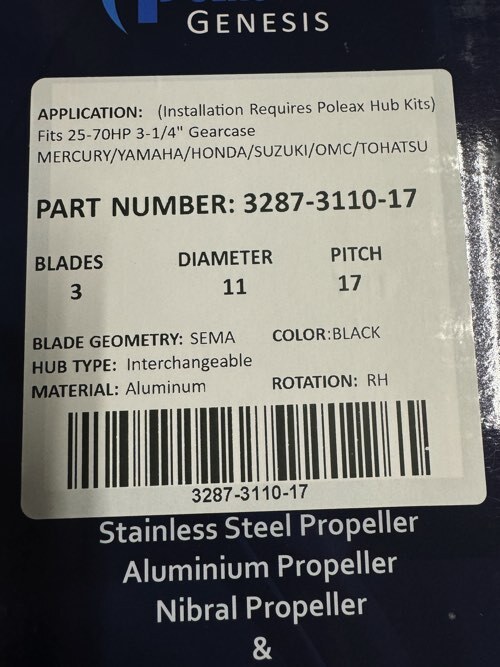 GENESIS
APPLICATION: (Installation Requires Poleax Hub Kits)
Fits 25-70HP 3-1/4" Gearcase
MERCURY/YAMAHA/HONDA/SUZUKI/OMC/TOHATSU
PART NUMBER: 3287-3110-17
BLADES DIAMETER PITCH
3 11 17
BLADE GEOMETRY: SEMA COLOR:BLACK
HUB TYPE: Interchangeable
MATERIAL: Aluminum ROTATION: RH
3287-3110-17
Stainless Steel Propeller
Aluminium Propeller
Nibral Propeller
&